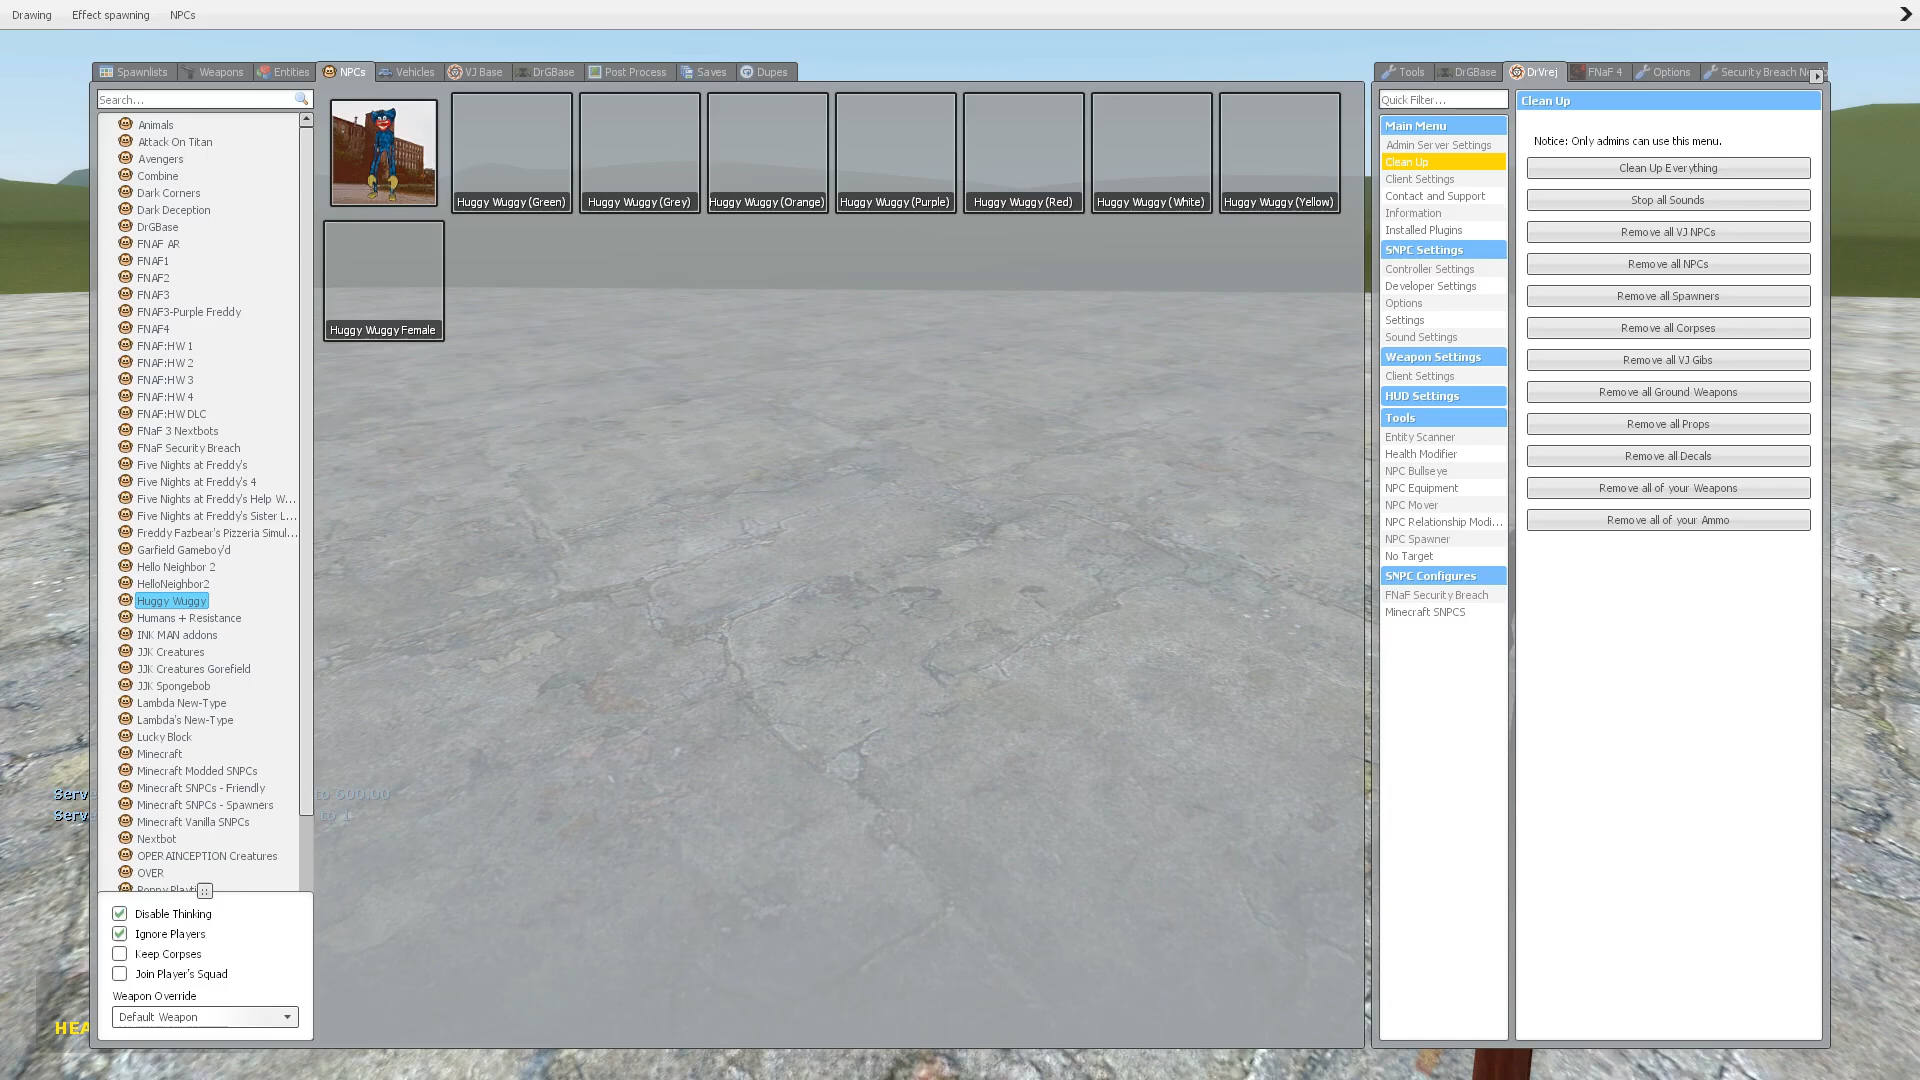 Drawing Effect spawning NPCs
Spawnlists Weapons Entities NPCs Vehicles VJ Base DrGBase Post Process Saves Dupes
Search...
Animals
Attack On Titan
Avengers
Combine
Dark Corners
Dark Deception
DrGBase
FNAF AR
FNAF1
FNAF2
FNAF3
FNAF3-Purple Freddy
FNAF4
FNAF:HW 1
FNAF:HW 2
FNAF:HW 3
FNAF:HW 4
FNAF:HW DLC
FNaF 3 Nextbots
FNaF Security Breach
Five Nights at Freddy's
Five Nights at Freddy's 4
Five Nights at Freddy's Help W...
Five Nights at Freddy's Sister L...
Freddy Fazbear's Pizzeria Simul...
Garfield Gameboy'd
Hello Neighbor 2
HelloNeighbor2
Huggy Wuggy
Humans + Resistance
INK MAN addons
JJK Creatures
JJK Creatures Gorefield
JJK Spongebob
Lambda New-Type
Lambda's New-Type
Lucky Block
Minecraft
Minecraft Modded SNPCs
Minecraft SNPCs - Friendly
Minecraft SNPCs - Spawners
Minecraft Vanilla SNPCs
Nextbot
OPERAINCEPTION Creatures
OVER
Disable Thinking
Ignore Players
Keep Corpses
Join Player's Squad
Weapon Override
Default Weapon
Serv
to 600.00
Serv
to 1
HEA
Huggy Wuggy (Green)
Huggy Wuggy (Grey)
Huggy Wuggy (Orange)
Huggy Wuggy (Purple)
Huggy Wuggy (Red)
Huggy Wuggy (White)
Huggy Wuggy (Yellow)
Huggy Wuggy Female
Tools DrGBase DrVrej FNaF 4 Options Security Breach
Quick Filter...
Main Menu
Admin Server Settings
Clean Up
Client Settings
Contact and Support
Information
Installed Plugins
SNPC Settings
Controller Settings
Developer Settings
Options
Settings
Sound Settings
Weapon Settings
Client Settings
HUD Settings
Tools
Entity Scanner
Health Modifier
NPC Bullseye
NPC Equipment
NPC Mover
NPC Relationship Modi...
NPC Spawner
No Target
SNPC Configures
FNaF Security Breach
Minecraft SNPCS
Clean Up
Notice: Only admins can use this menu.
Clean Up Everything
Stop all Sounds
Remove all VJ NPCs
Remove all NPCs
Remove all Spawners
Remove all Corpses
Remove all VJ Gibs
Remove all Ground Weapons
Remove all Props
Remove all Decals
Remove all of your Weapons
Remove all of your Ammo